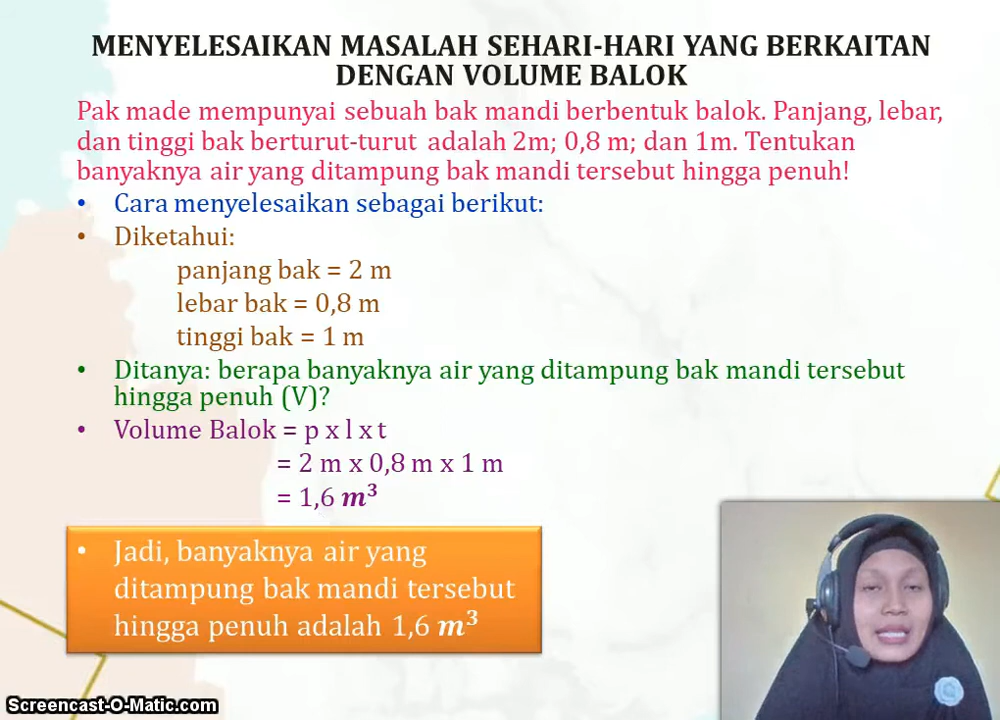 MENYELESAIKAN MASALAH SEHARI-HARI YANG BERKAITAN
DENGAN VOLUME BALOK
Pak made mempunyai sebuah bak mandi berbentuk balok. Panjang, lebar,
dan tinggi bak berturut-turut adalah 2m; 0,8 m; dan 1m. Tentukan
banyaknya air yang ditampung bak mandi tersebut hingga penuh!
• Cara menyelesaikan sebagai berikut:
• Diketahui:
panjang bak = 2 m
lebar bak = 0,8 m
tinggi bak = 1 m
• Ditanya: berapa banyaknya air yang ditampung bak mandi tersebut
hingga penuh (V)?
• Volume Balok = p x l x t
= 2 m x 0,8 m x 1 m
= 1,6 m³
• Jadi, banyaknya air yang
ditampung bak mandi tersebut
hingga penuh adalah 1,6 m³
Screencast-O-Matic.com